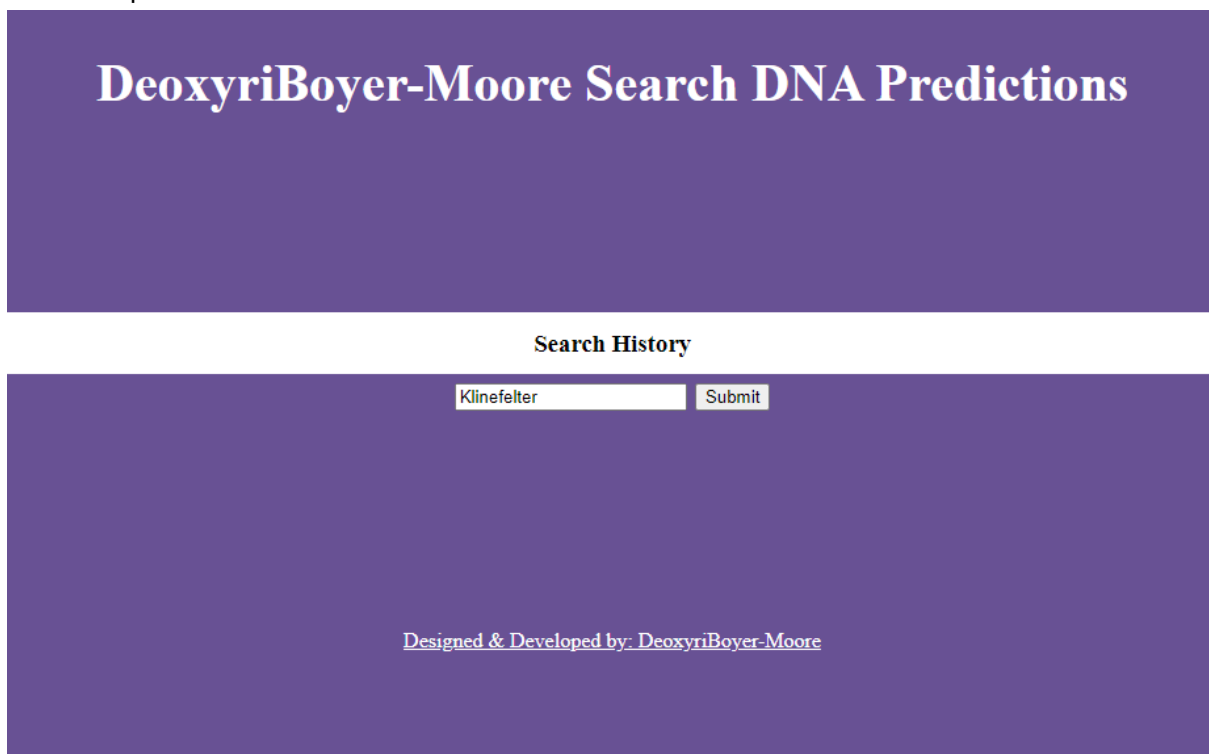 DeoxyriBoyer-Moore Search DNA Predictions
Search History
Klinefelter Submit
Designed & Developed by: DeoxyriBoyer-Moore